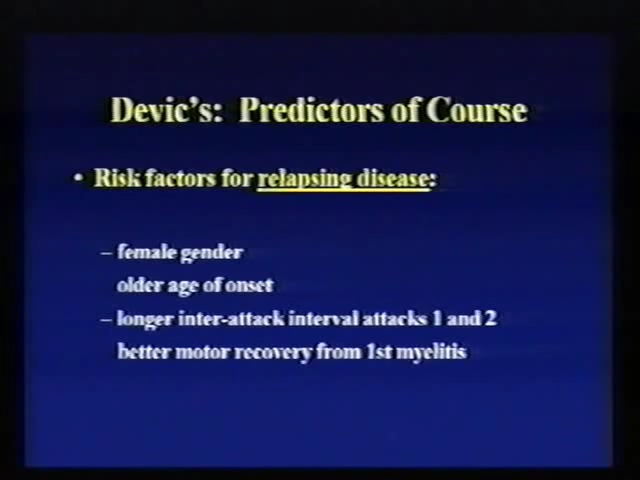 Devic's: Predictors of Course
• Risk factors for relapsing disease:
– female gender
older age of onset
– longer inter-attack interval attacks 1 and 2
better motor recovery from 1st myelitis